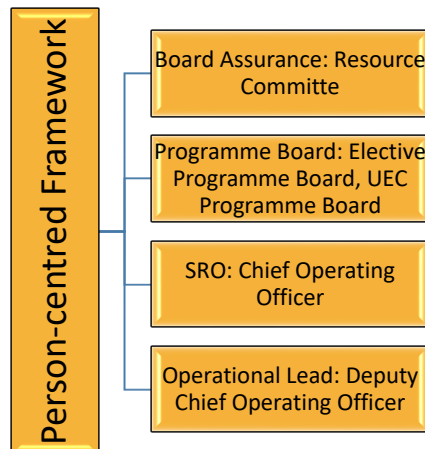 Person-centred Framework
Board Assurance: Resource
Committe
Programme Board: Elective
Programme Board, UEC
Programme Board
SRO: Chief Operating
Officer
Operational Lead: Deputy
Chief Operating Officer